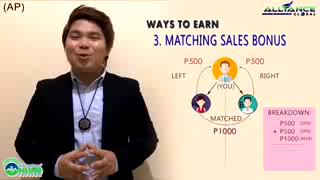 (AP)
WAYS TO EARN
ALLIANCE
GLOBAL
3. MATCHING SALES BONUS
P500
P500
LEFT
RIGHT
(YOU)
MATCHED
P1000
BREAKDOWN:
P500
+ P500
P1000